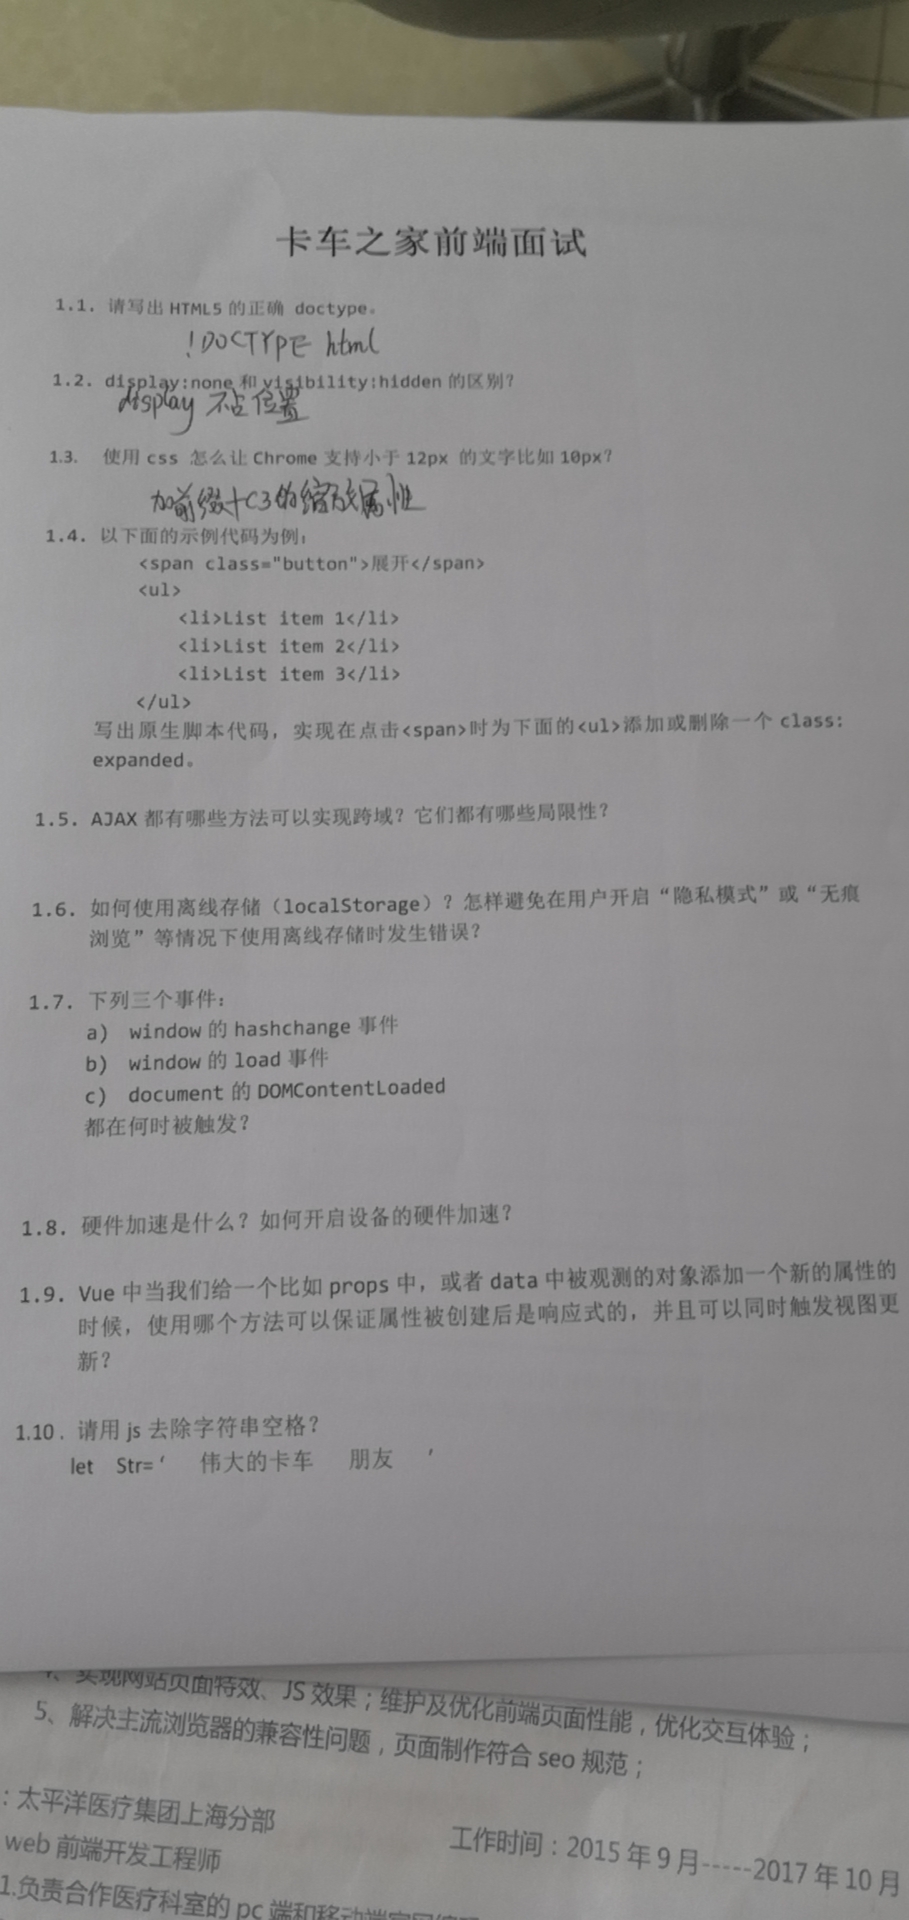 卡车之家前端面试
1.1. 请写出 HTML5 的正确 doctype。
!DOCTYPE html
1.2. display:none 和 visibility:hidden 的区别？
display 不占位置
1.3. 使用 css 怎么让 Chrome 支持小于 12px 的文字比如 10px？
加前缀+C3的缩放属性
1.4. 以下面的示例代码为例：
<span class="button">展开</span>
<ul>
<li>List item 1</li>
<li>List item 2</li>
<li>List item 3</li>
</ul>
写出原生脚本代码，实现在点击<span>时为下面的<ul>添加或删除一个 class:
expanded。
1.5. AJAX 都有哪些方法可以实现跨域？它们都有哪些局限性？
1.6. 如何使用离线存储（localStorage）？怎样避免在用户开启“隐私模式”或“无痕
浏览”等情况下使用离线存储时发生错误？
1.7. 下列三个事件：
a) window 的 hashchange 事件
b) window 的 load 事件
c) document 的 DOMContentLoaded
都在何时被触发？
1.8. 硬件加速是什么？如何开启设备的硬件加速？
1.9. Vue 中当我们给一个比如 props 中，或者 data 中被观测的对象添加一个新的属性的
时候，使用哪个方法可以保证属性被创建后是响应式的，并且可以同时触发视图更
新？
1.10. 请用 js 去除字符串空格？
let Str=‘ 伟大的卡车 朋友 ’
实现网站页面特效、JS 效果；维护及优化前端页面性能，优化交互体验；
5、解决主流浏览器的兼容性问题，页面制作符合 seo 规范；
：太平洋医疗集团上海分部
工作时间：2015 年 9 月-----2017 年 10 月
web 前端开发工程师
1.负责合作医疗科室的 pc 端和移动端